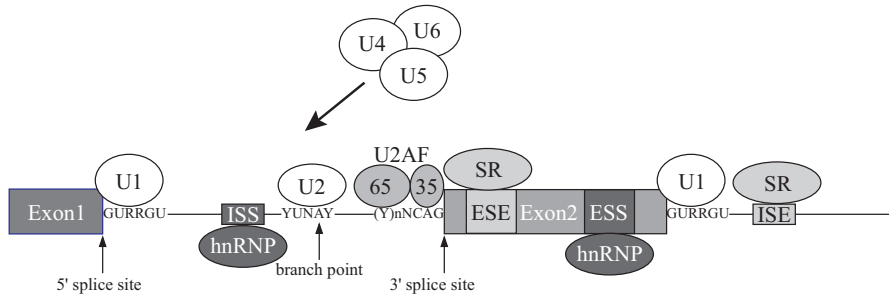 U6
U4
U5
U2AF
U1 U2 65 35 SR U1 SR
Exon1 GURRGU ISS YUNAY (Y)nNCAG ESE Exon2 ESS GURRGU ISE
hnRNP hnRNP
branch point
5' splice site 3' splice site